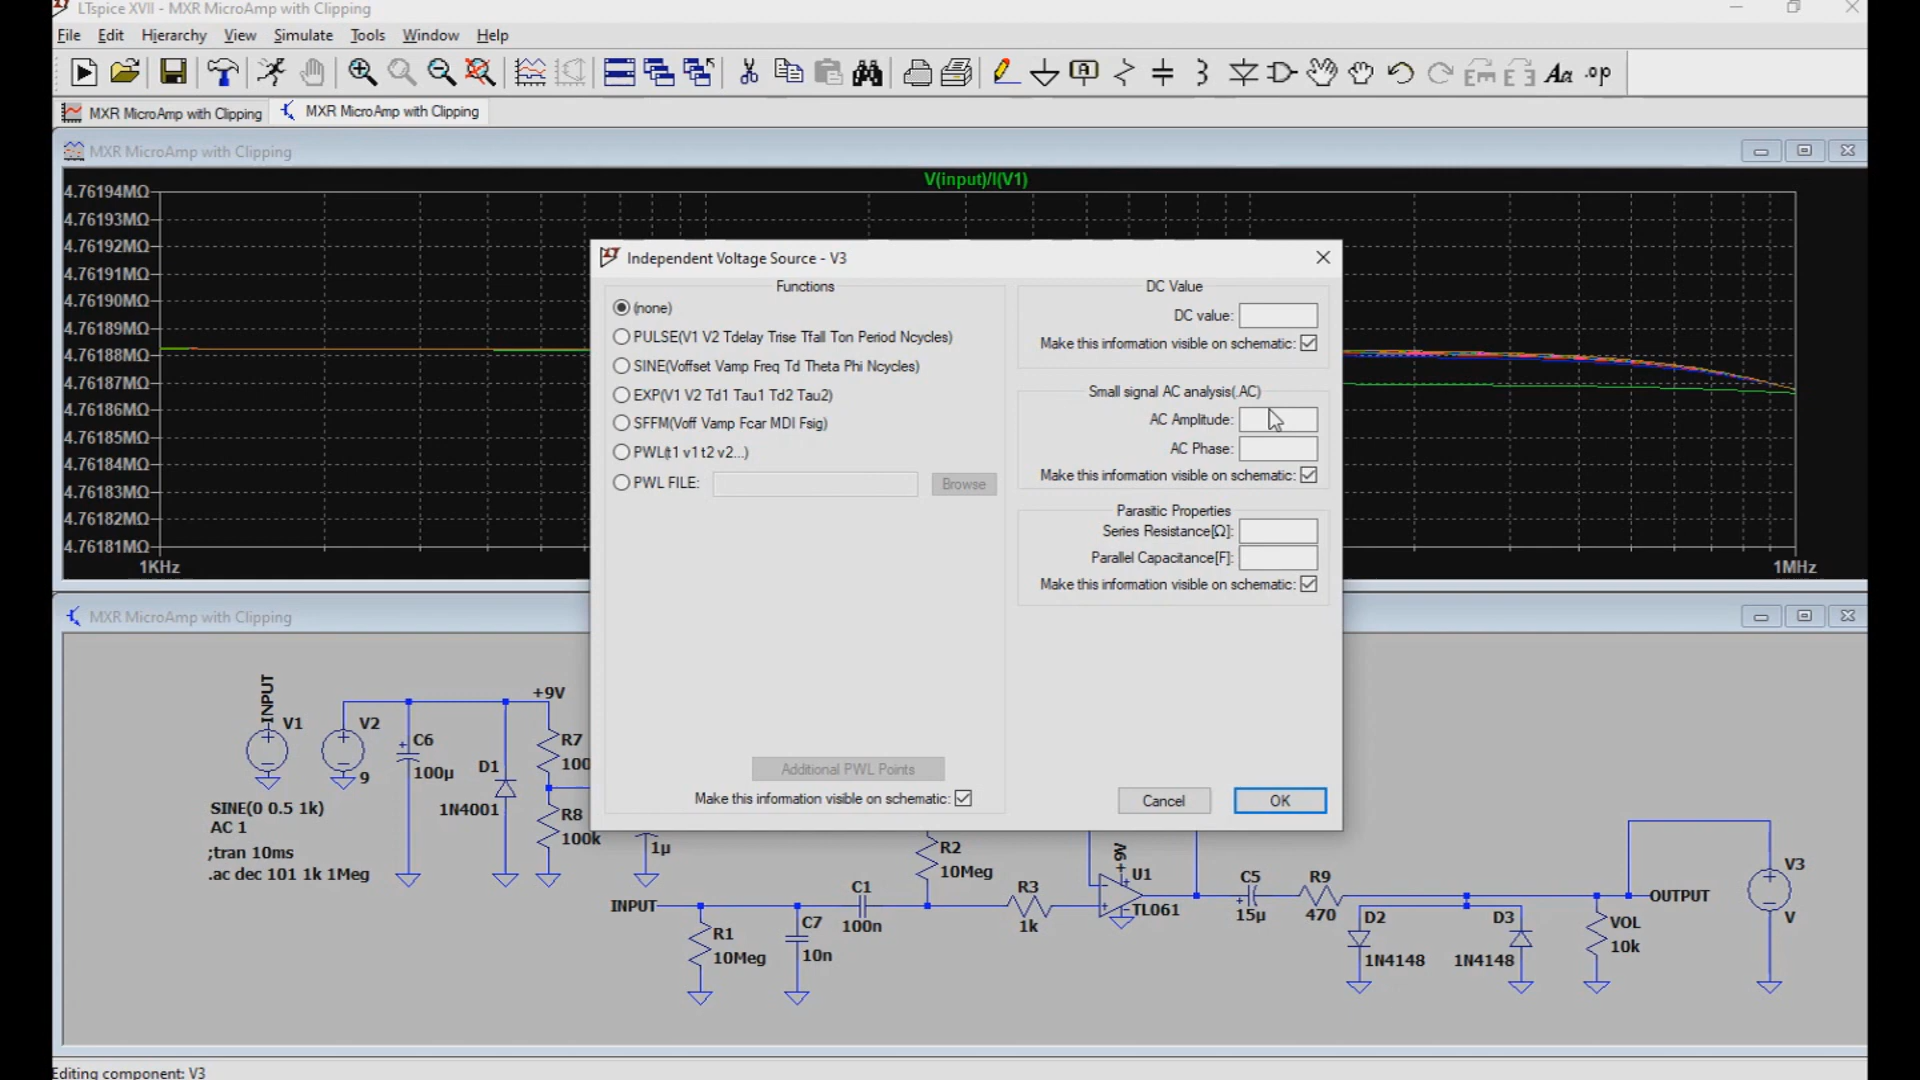 LTspice XVII - MXR MicroAmp with Clipping
File Edit Hierarchy View Simulate Tools Window Help
MXR MicroAmp with Clipping MXR MicroAmp with Clipping
MXR MicroAmp with Clipping
V(input)/I(V1)
4.76194MΩ
4.76193MΩ
4.76192MΩ
4.76191MΩ
4.76190MΩ
4.76189MΩ
4.76188MΩ
4.76187MΩ
4.76186MΩ
4.76185MΩ
4.76184MΩ
4.76183MΩ
4.76182MΩ
4.76181MΩ
1KHz 1MHz
Independent Voltage Source - V3
Functions
(none)
PULSE(V1 V2 Tdelay Trise Tfall Ton Period Ncycles)
SINE(Voffset Vamp Freq Td Theta Phi Ncycles)
EXP(V1 V2 Td1 Tau1 Td2 Tau2)
SFFM(Voff Vamp Fcar MDI Fsig)
PWL(t1 v1 t2 v2...)
PWL FILE: Browse
Additional PWL Points
Make this information visible on schematic:
DC Value
DC value:
Make this information visible on schematic:
Small signal AC analysis(.AC)
AC Amplitude:
AC Phase:
Make this information visible on schematic:
Parasitic Properties
Series Resistance[Ω]:
Parallel Capacitance[F]:
Make this information visible on schematic:
Cancel OK
MXR MicroAmp with Clipping
INPUT
V1
SINE(0 0.5 1k)
AC 1
;tran 10ms
.ac dec 101 1k 1Meg
V2
9
C6
100µ
D1
1N4001
+9V
R7
100
R8
100k
1µ
INPUT
R1
10Meg
C7
10n
C1
100n
R2
10Meg
R3
1k
U1
TL061
C5
15µ
R9
470
D2
1N4148
D3
1N4148
VOL
10k
OUTPUT
V3
V
Editing component: V3